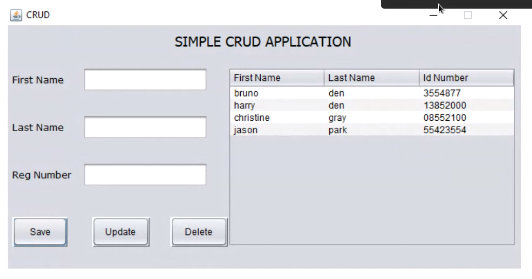 CRUD
SIMPLE CRUD APPLICATION
First Name
Last Name
Reg Number
Save Update Delete
First Name Last Name Id Number
bruno den 3554877
harry den 13852000
christine gray 08552100
jason park 55423554